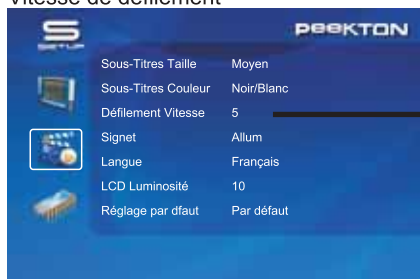 Vitesse de défilement
S
SETUP
PEEKTON
Sous-Titres Taille Moyen
Sous-Titres Couleur Noir/Blanc
Défilement Vitesse 5
Signet Allum
Langue Français
LCD Luminosité 10
Réglage par dfaut Par défaut